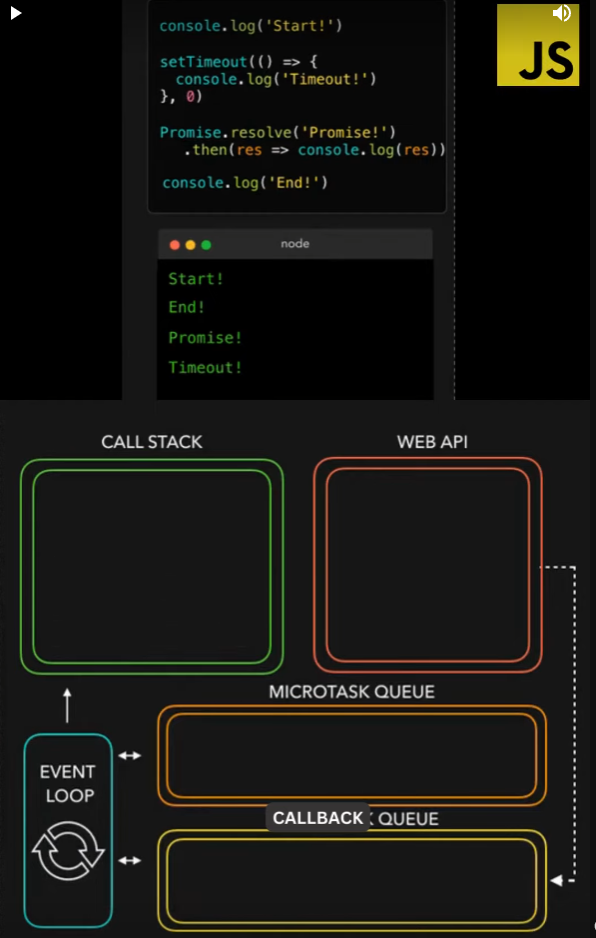 console.log('Start!')
JS
setTimeout(() => {
console.log('Timeout!')
}, 0)
Promise.resolve('Promise!')
.then(res => console.log(res))
console.log('End!')
node
Start!
End!
Promise!
Timeout!
CALL STACK
WEB API
MICROTASK QUEUE
EVENT
LOOP
CALLBACK QUEUE